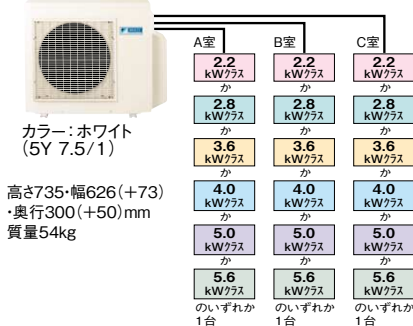 A室 B室 C室
2.2 2.2 2.2
kWクラス kWクラス kWクラス
か か か
2.8 2.8 2.8
kWクラス kWクラス kWクラス
か か か
3.6 3.6 3.6
kWクラス kWクラス kWクラス
か か か
4.0 4.0 4.0
kWクラス kWクラス kWクラス
か か か
5.0 5.0 5.0
kWクラス kWクラス kWクラス
か か か
5.6 5.6 5.6
kWクラス kWクラス kWクラス
のいずれか のいずれか のいずれか
1台 1台 1台
カラー：ホワイト
(5Y 7.5/1)
高さ735・幅626(+73)
・奥行300(+50)mm
質量54kg